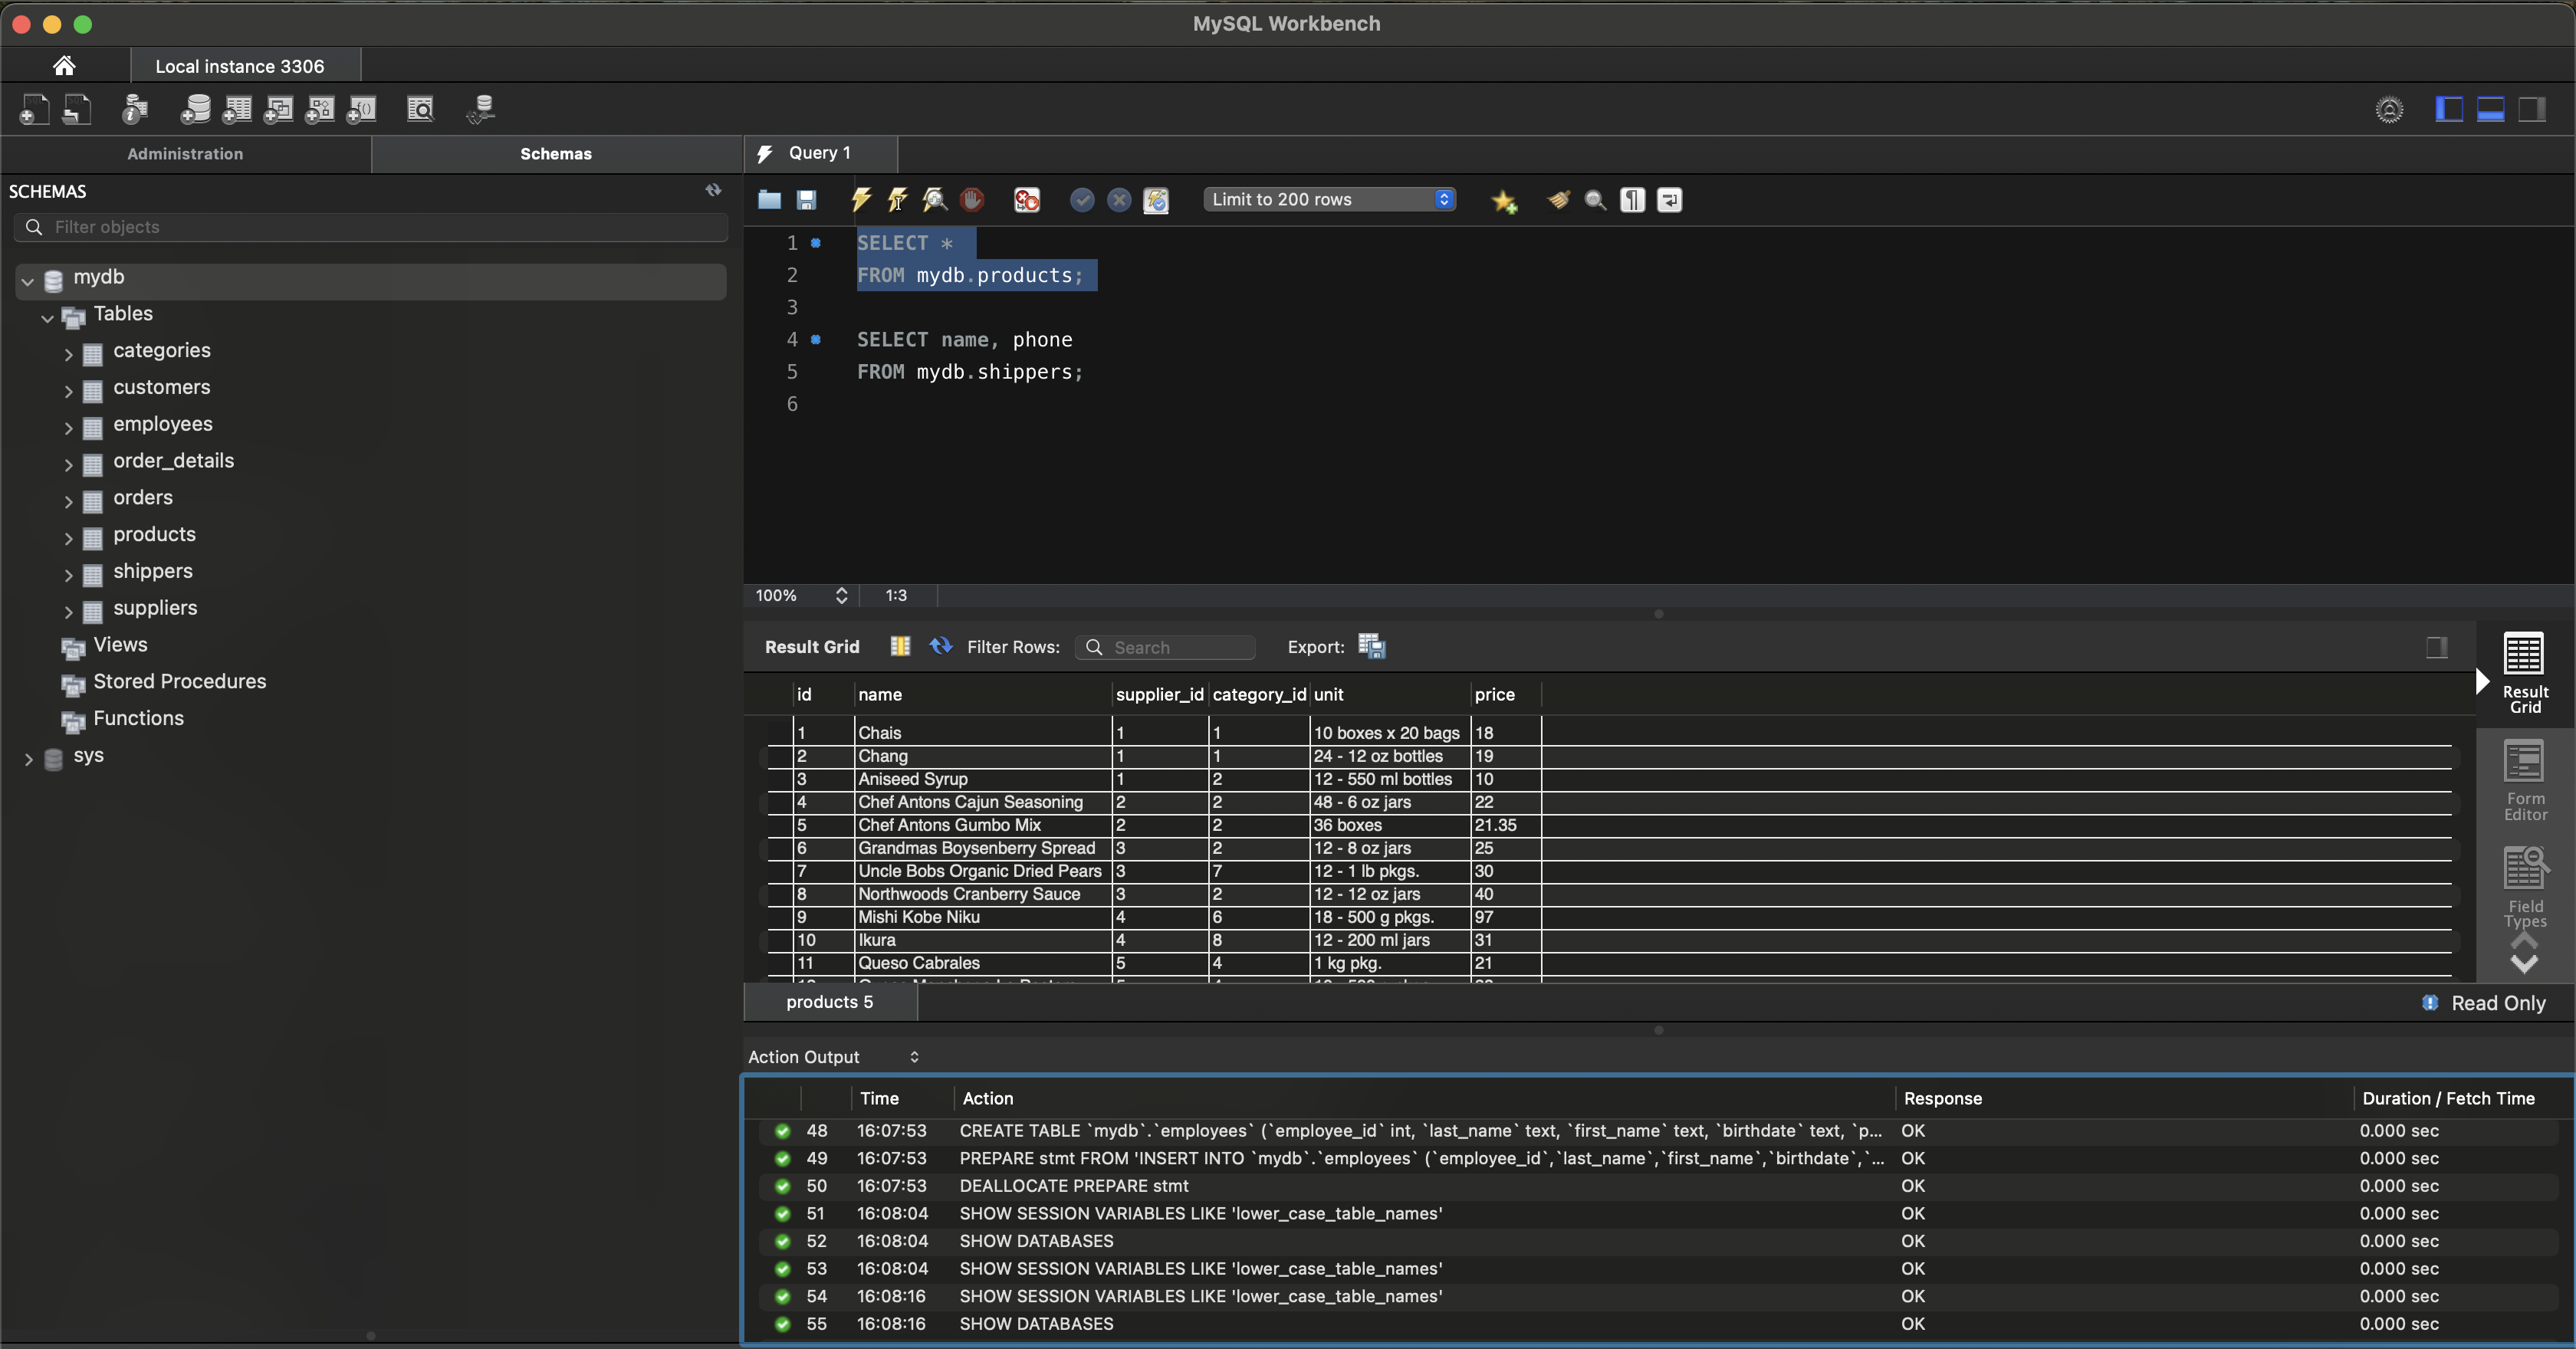 MySQL Workbench
Local instance 3306
Administration
Schemas
SCHEMAS
Filter objects
mydb
Tables
categories
customers
employees
order_details
orders
products
shippers
suppliers
Views
Stored Procedures
Functions
sys
Query 1
Limit to 200 rows
1 SELECT *
2 FROM mydb.products;
3
4 SELECT name, phone
5 FROM mydb.shippers;
6
100% 1:3
Result Grid Filter Rows: Search Export:
id name supplier_id category_id unit price
1 Chais 1 1 10 boxes x 20 bags 18
2 Chang 1 1 24 - 12 oz bottles 19
3 Aniseed Syrup 1 2 12 - 550 ml bottles 10
4 Chef Antons Cajun Seasoning 2 2 48 - 6 oz jars 22
5 Chef Antons Gumbo Mix 2 2 36 boxes 21.35
6 Grandmas Boysenberry Spread 3 2 12 - 8 oz jars 25
7 Uncle Bobs Organic Dried Pears 3 7 12 - 1 lb pkgs. 30
8 Northwoods Cranberry Sauce 3 2 12 - 12 oz jars 40
9 Mishi Kobe Niku 4 6 18 - 500 g pkgs. 97
10 Ikura 4 8 12 - 200 ml jars 31
11 Queso Cabrales 5 4 1 kg pkg. 21
Result
Grid
Form
Editor
Field
Types
products 5
Read Only
Action Output
Time Action Response Duration / Fetch Time
48 16:07:53 CREATE TABLE `mydb`.`employees` (`employee_id` int, `last_name` text, `first_name` text, `birthdate` text, `p... OK 0.000 sec
49 16:07:53 PREPARE stmt FROM 'INSERT INTO `mydb`.`employees` (`employee_id`,`last_name`,`first_name`,`birthdate`,`... OK 0.000 sec
50 16:07:53 DEALLOCATE PREPARE stmt OK 0.000 sec
51 16:08:04 SHOW SESSION VARIABLES LIKE 'lower_case_table_names' OK 0.000 sec
52 16:08:04 SHOW DATABASES OK 0.000 sec
53 16:08:04 SHOW SESSION VARIABLES LIKE 'lower_case_table_names' OK 0.000 sec
54 16:08:16 SHOW SESSION VARIABLES LIKE 'lower_case_table_names' OK 0.000 sec
55 16:08:16 SHOW DATABASES OK 0.000 sec